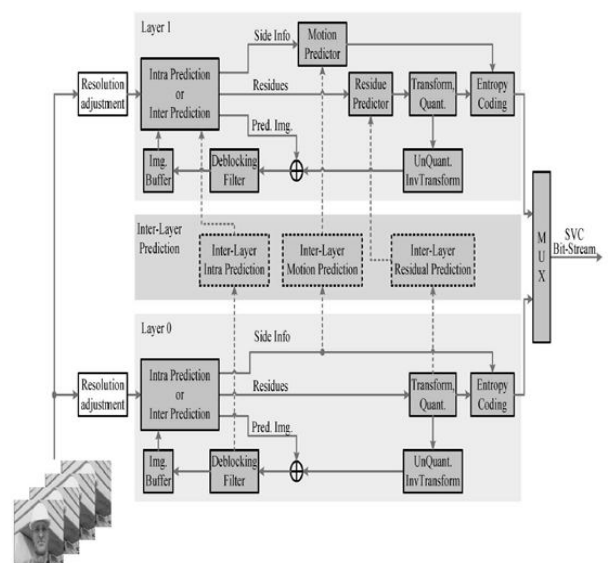 Layer 1
Motion
Predictor
Side Info
Resolution
adjustment
Intra Prediction
or
Inter Prediction
Residues
Residue
Predictor
Transform,
Quant.
Entropy
Coding
Pred. Img.
Img.
Buffer
Deblocking
Filter
UnQuant.
InvTransform
Inter-Layer
Prediction
Inter-Layer
Intra Prediction
Inter-Layer
Motion Prediction
Inter-Layer
Residual Prediction
MUX
SVC
Bit-Stream
Layer 0
Side Info
Resolution
adjustment
Intra Prediction
or
Inter Prediction
Residues
Transform,
Quant.
Entropy
Coding
Pred. Img.
Img.
Buffer
Deblocking
Filter
UnQuant.
InvTransform